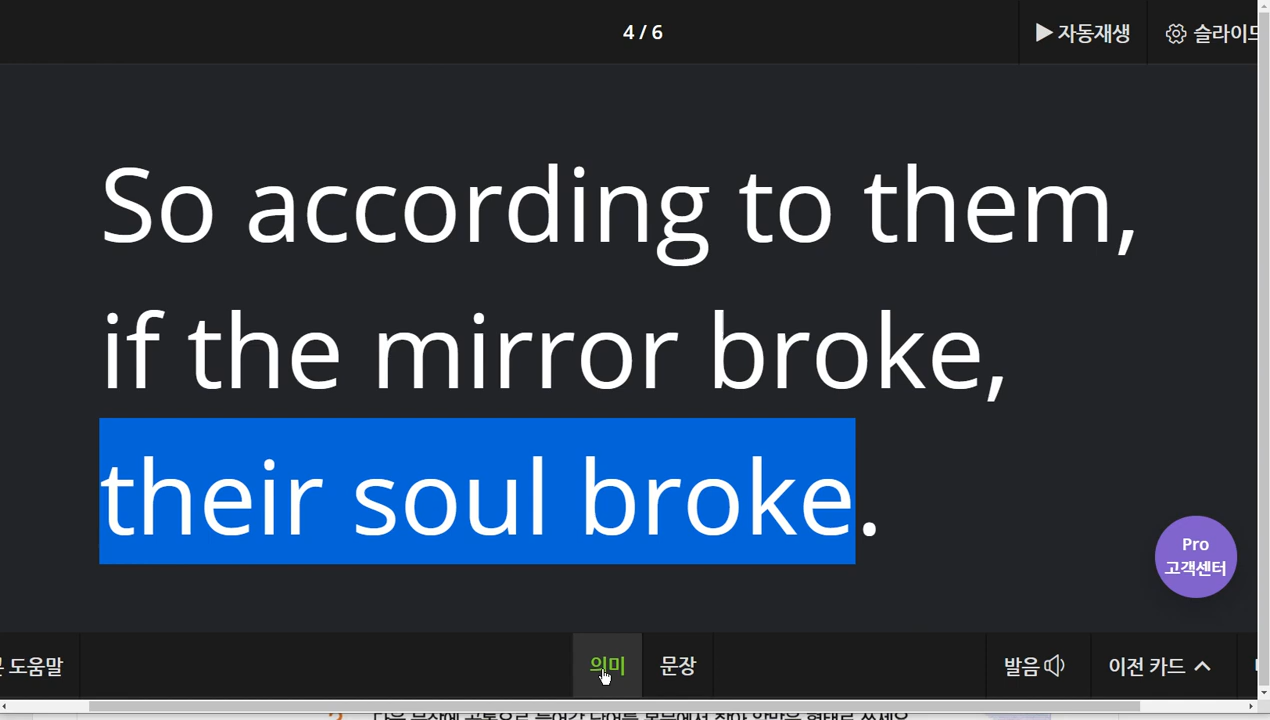 4 / 6
▶ 자동재생
슬라이드
So according to them,
if the mirror broke,
their soul broke.
Pro
고객센터
도움말
의미
문장
발음
이전 카드